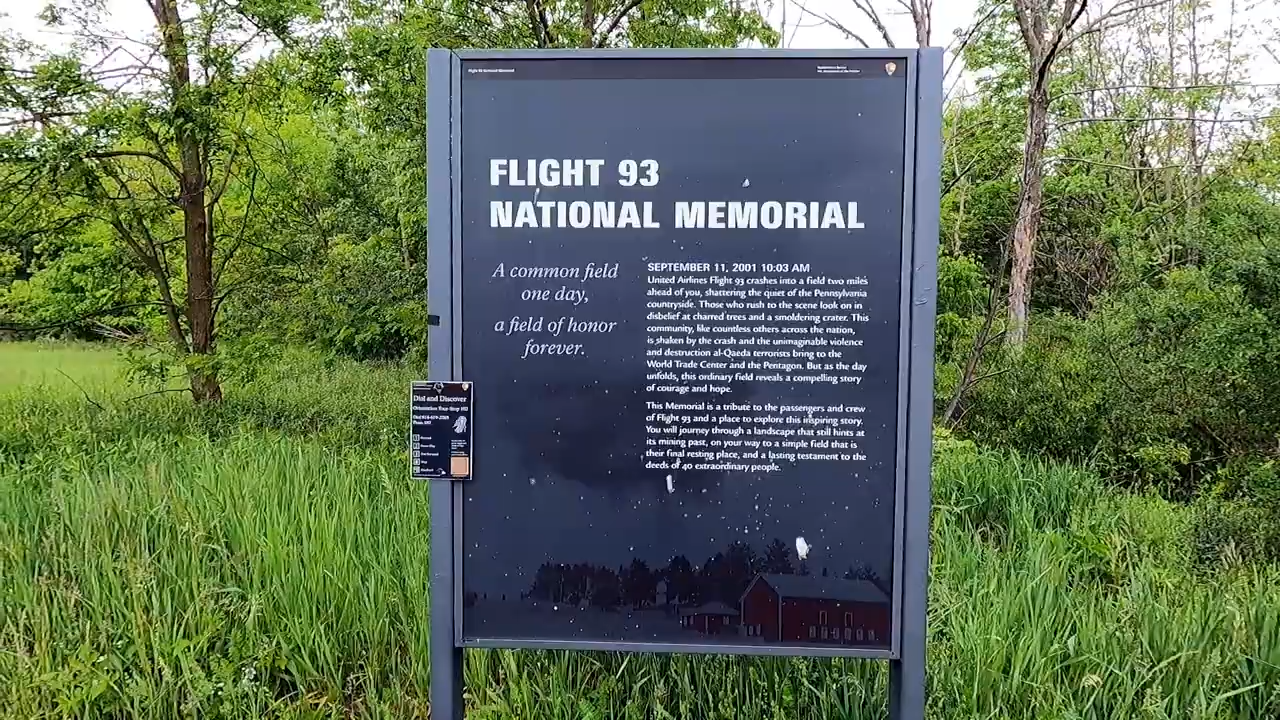 Flight 93 National Memorial
FLIGHT 93
NATIONAL MEMORIAL
A common field
one day,
a field of honor
forever.
SEPTEMBER 11, 2001 10:03 AM
United Airlines Flight 93 crashes into a field two miles
ahead of you, shattering the quiet of the Pennsylvania
countryside. Those who rush to the scene look on in
disbelief at charred trees and a smoldering crater. This
community, like countless others across the nation,
is shaken by the crash and the unimaginable violence
and destruction al-Qaeda terrorists bring to the
World Trade Center and the Pentagon. But as the day
unfolds, this ordinary field reveals a compelling story
of courage and hope.
This Memorial is a tribute to the passengers and crew
of Flight 93 and a place to explore this inspiring story.
You will journey through a landscape that still hints at
its mining past, on your way to a simple field that is
their final resting place, and a lasting testament to the
deeds of 40 extraordinary people.
Dial and Discover